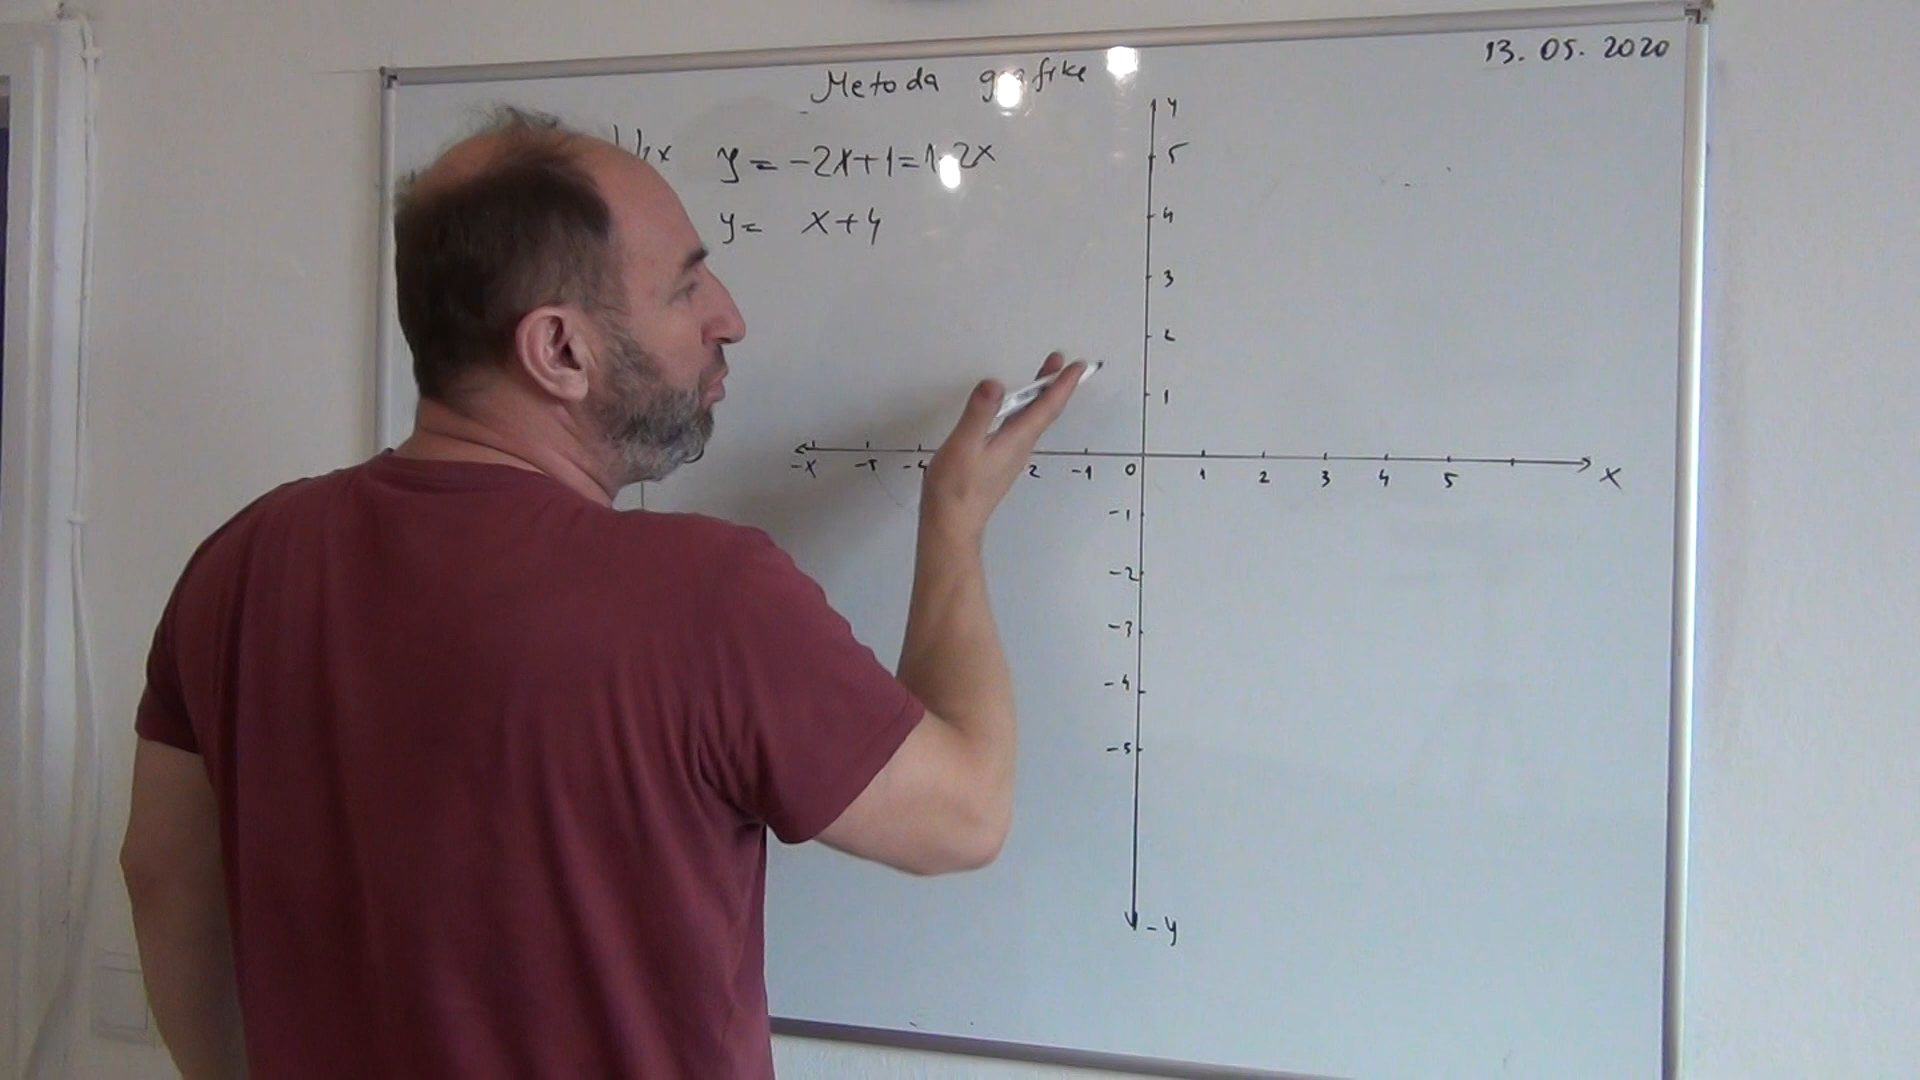 13. 05. 2020
Metoda grafike
y = -2x+1=1-2x
y= x+4
y
5
4
3
2
1
-x -5 -4 2 -1 0 1 2 3 4 5 x
-1
-2
-3
-4
-5
-y